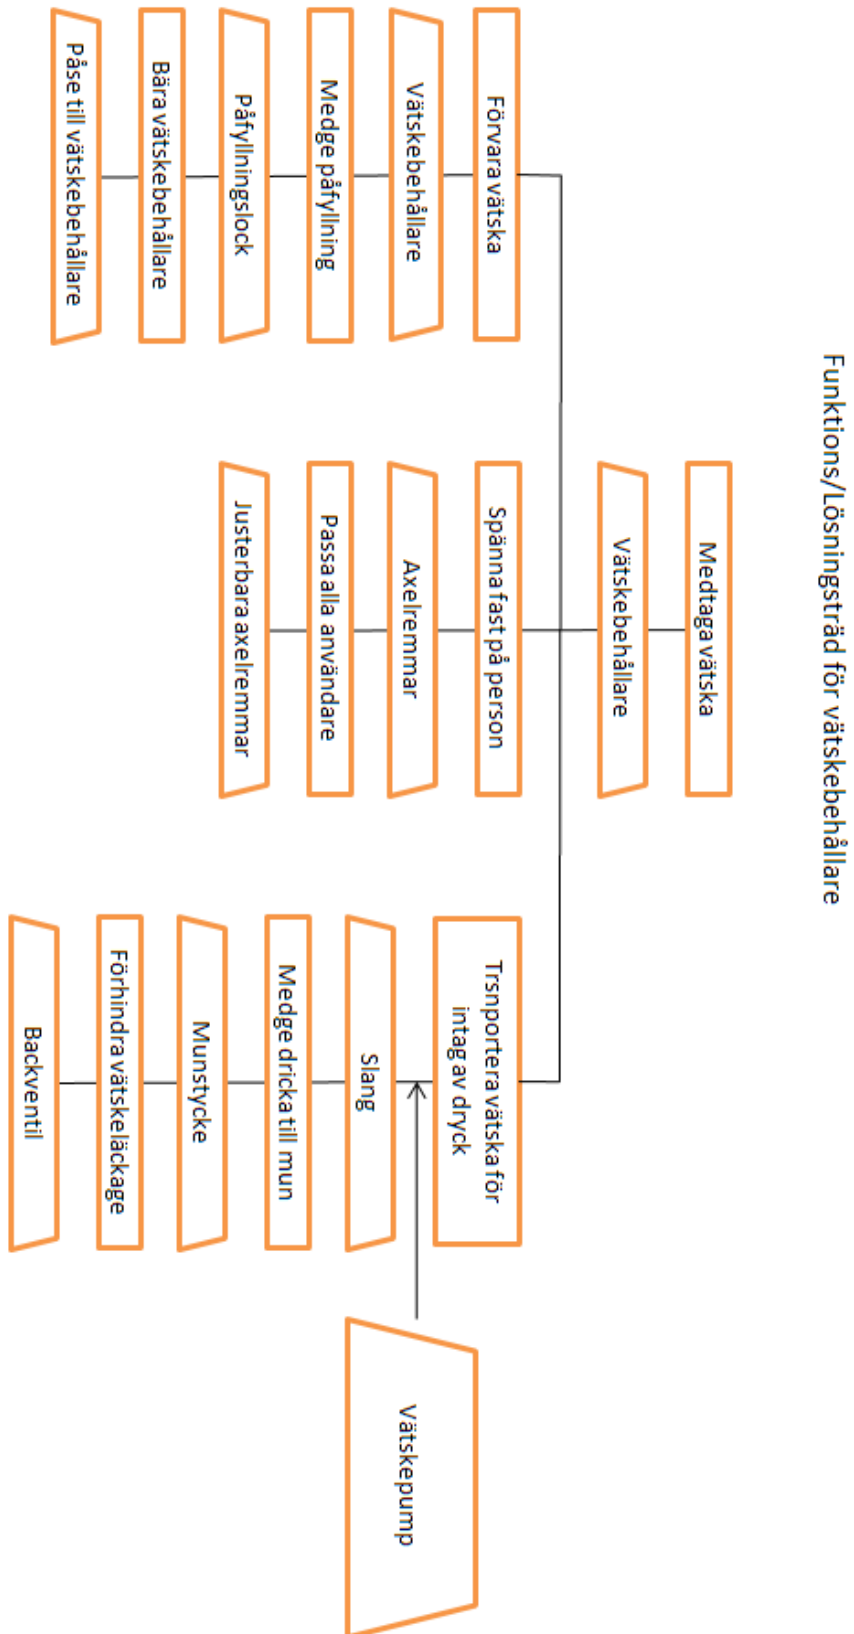 Funktions/Lösningsträd för vätskebehållare
Medtaga vätska
Vätskebehållare
Förvara vätska
Vätskebehållare
Medge påfyllning
Påfyllningslock
Bära vätskebehållare
Påse till vätskebehållare
Spänna fast på person
Axelremmar
Passa alla användare
Justerbara axelremmar
Trsnportera vätska för
intag av dryck
Slang
Medge dricka till mun
Munstycke
Förhindra vätskeläckage
Backventil
Vätskepump